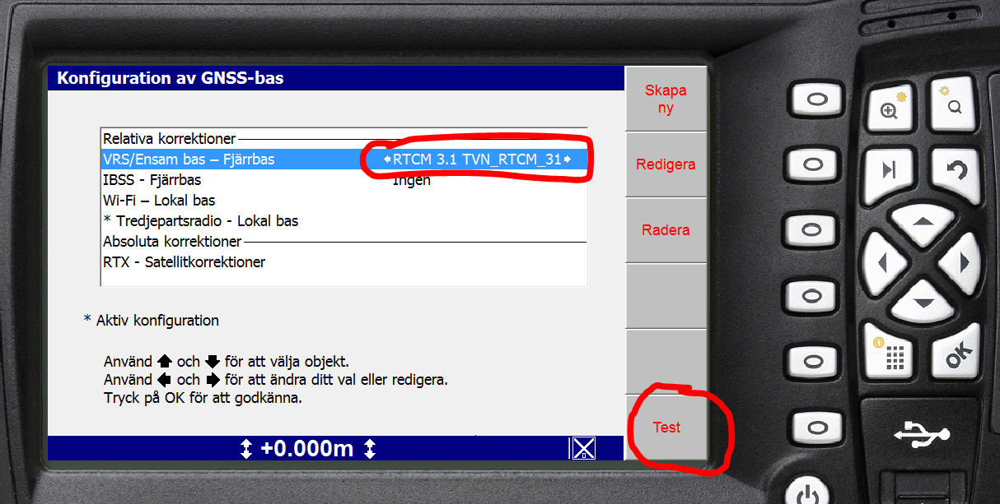 Konfiguration av GNSS-bas
Skapa
ny
Relativa korrektioner
VRS/Ensam bas – Fjärrbas RTCM 3.1 TVN_RTCM_31
Redigera
IBSS - Fjärrbas Ingen
Wi-Fi – Lokal bas
* Tredjepartsradio - Lokal bas
Radera
Absoluta korrektioner
RTX - Satellitkorrektioner
* Aktiv konfiguration
Använd och för att välja objekt.
Använd och för att ändra ditt val eller redigera.
Tryck på OK för att godkänna.
OK
Test
+0.000m